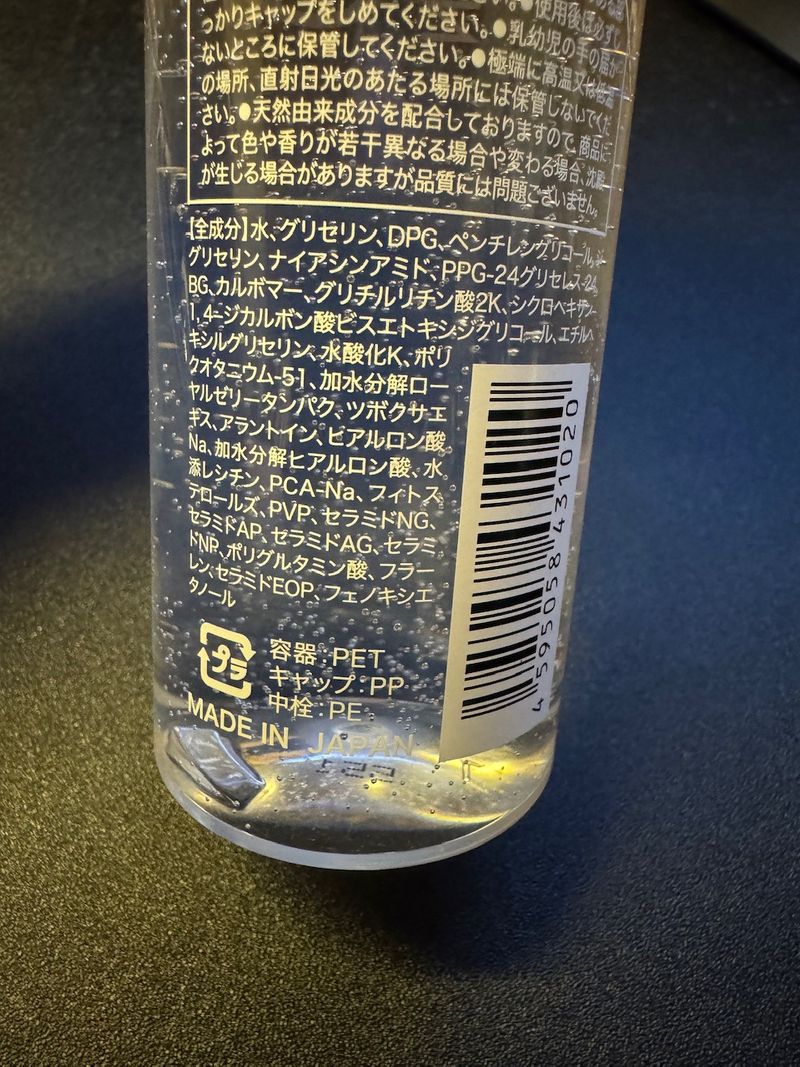 っかりキャップをしめてください。●乳幼児の手の届か
ないところに保管してください。●極端に高温又は低温
の場所、直射日光のあたる場所には保管しないでくだ
さい。●天然由来成分を配合しておりますので、商品に
よって色や香りが若干異なる場合や変わる場合、沈殿
が生じる場合がありますが品質には問題ございません。
【全成分】水、グリセリン、DPG、ペンチレングリコール、ジ
グリセリン、ナイアシンアミド、PPG-24グリセレス-24、
BG、カルボマー、グリチルリチン酸2K、シクロヘキサン-
1,4-ジカルボン酸ビスエトキシジグリコール、エチルヘ
キシルグリセリン、水酸化K、ポリ
クオタニウム-51、加水分解ロー
ヤルゼリータンパク、ツボクサエ
キス、アラントイン、ヒアルロン酸
Na、加水分解ヒアルロン酸、水
添レシチン、PCA-Na、フィトス
テロールズ、PVP、セラミドNG、
セラミドAP、セラミドAG、セラミ
ドNP、ポリグルタミン酸、フラー
レン、セラミドEOP、フェノキシエ
タノール
プラ
容器:PET
キャップ:PP
中栓:PE
MADE IN JAPAN
4 595058 431020